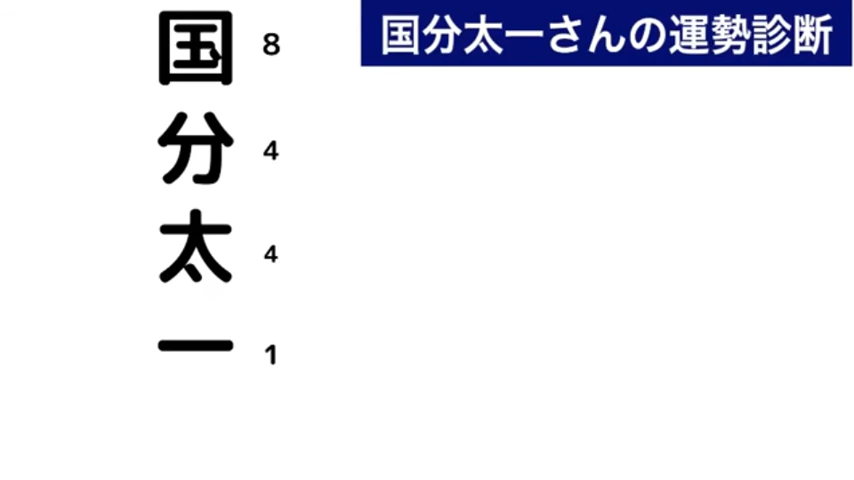 国分太一さんの運勢診断
国 8
分 4
太 4
一 1